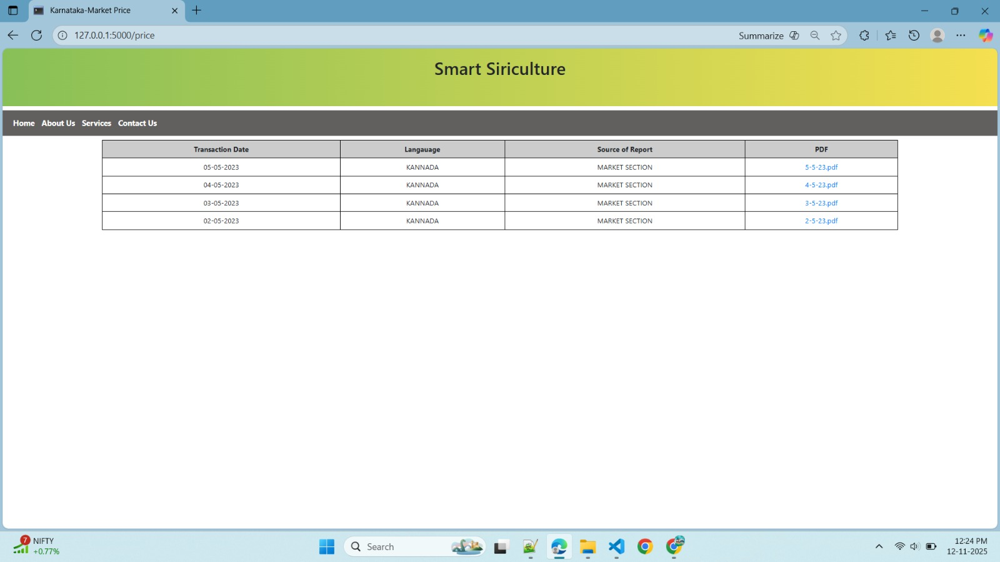 Karnataka-Market Price
127.0.0.1:5000/price
Summarize
Smart Siriculture
Home About Us Services Contact Us
Transaction Date Langauage Source of Report PDF
05-05-2023 KANNADA MARKET SECTION 5-5-23.pdf
04-05-2023 KANNADA MARKET SECTION 4-5-23.pdf
03-05-2023 KANNADA MARKET SECTION 3-5-23.pdf
02-05-2023 KANNADA MARKET SECTION 2-5-23.pdf
7
NIFTY
+0.77%
Search
12:24 PM
12-11-2025